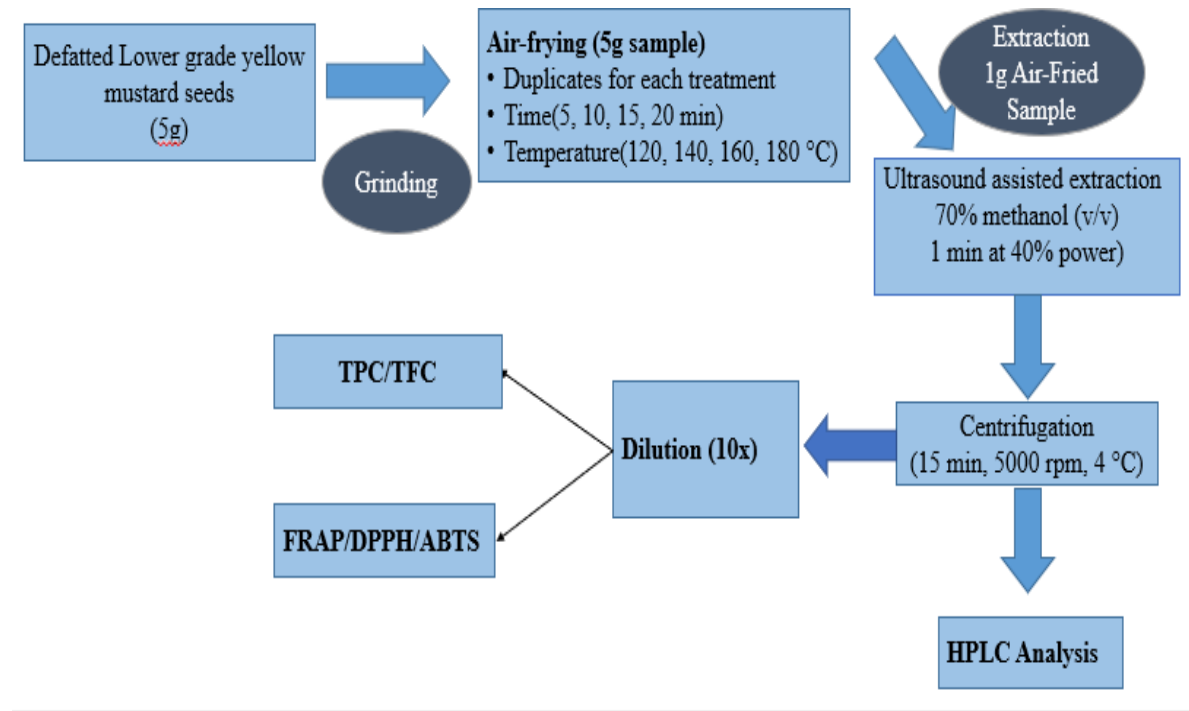 Defatted Lower grade yellow
mustard seeds
(5g)
Grinding
Air-frying (5g sample)
• Duplicates for each treatment
• Time(5, 10, 15, 20 min)
• Temperature(120, 140, 160, 180 °C)
Extraction
1g Air-Fried
Sample
Ultrasound assisted extraction
70% methanol (v/v)
1 min at 40% power)
Centrifugation
(15 min, 5000 rpm, 4 °C)
Dilution (10x)
TPC/TFC
FRAP/DPPH/ABTS
HPLC Analysis